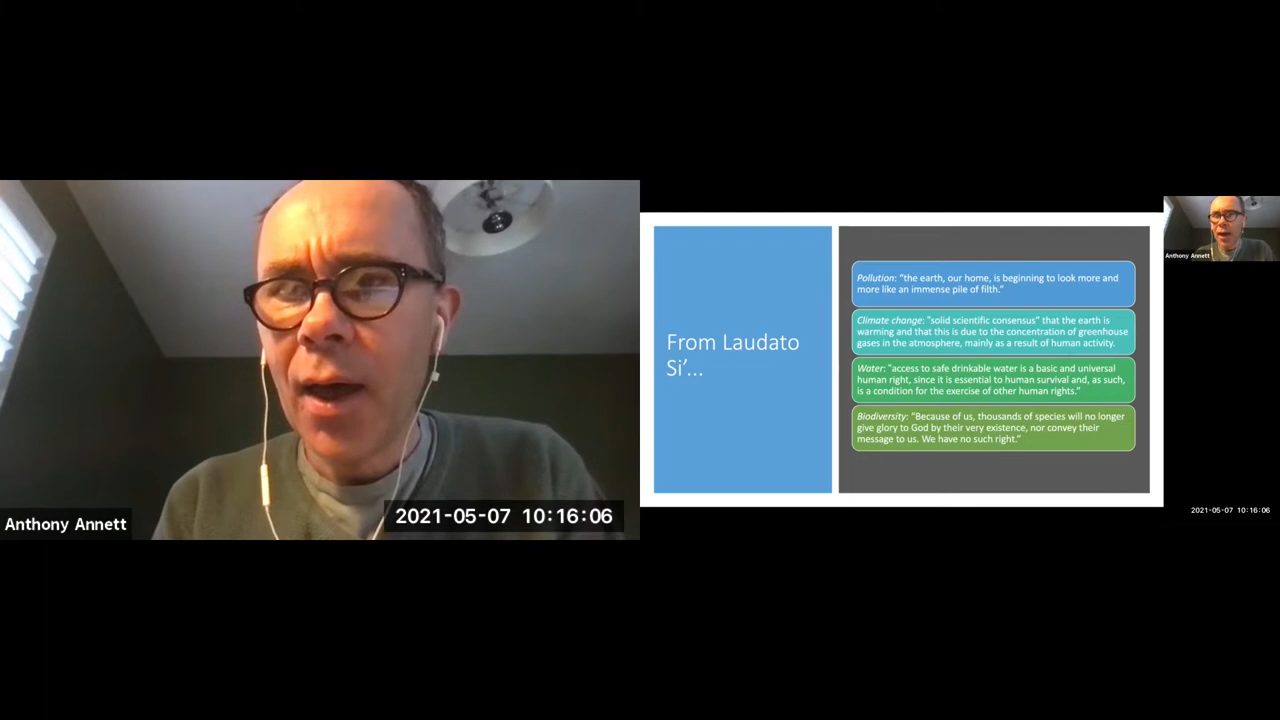 Anthony Annett
2021-05-07 10:16:06
From Laudato
Si’...
Pollution: “the earth, our home, is beginning to look more and
more like an immense pile of filth.”
Climate change: “solid scientific consensus” that the earth is
warming and that this is due to the concentration of greenhouse
gases in the atmosphere, mainly as a result of human activity.
Water: “access to safe drinkable water is a basic and universal
human right, since it is essential to human survival and, as such,
is a condition for the exercise of other human rights.”
Biodiversity: “Because of us, thousands of species will no longer
give glory to God by their very existence, nor convey their
message to us. We have no such right.”
Anthony Annett
2021-05-07 10:16:06